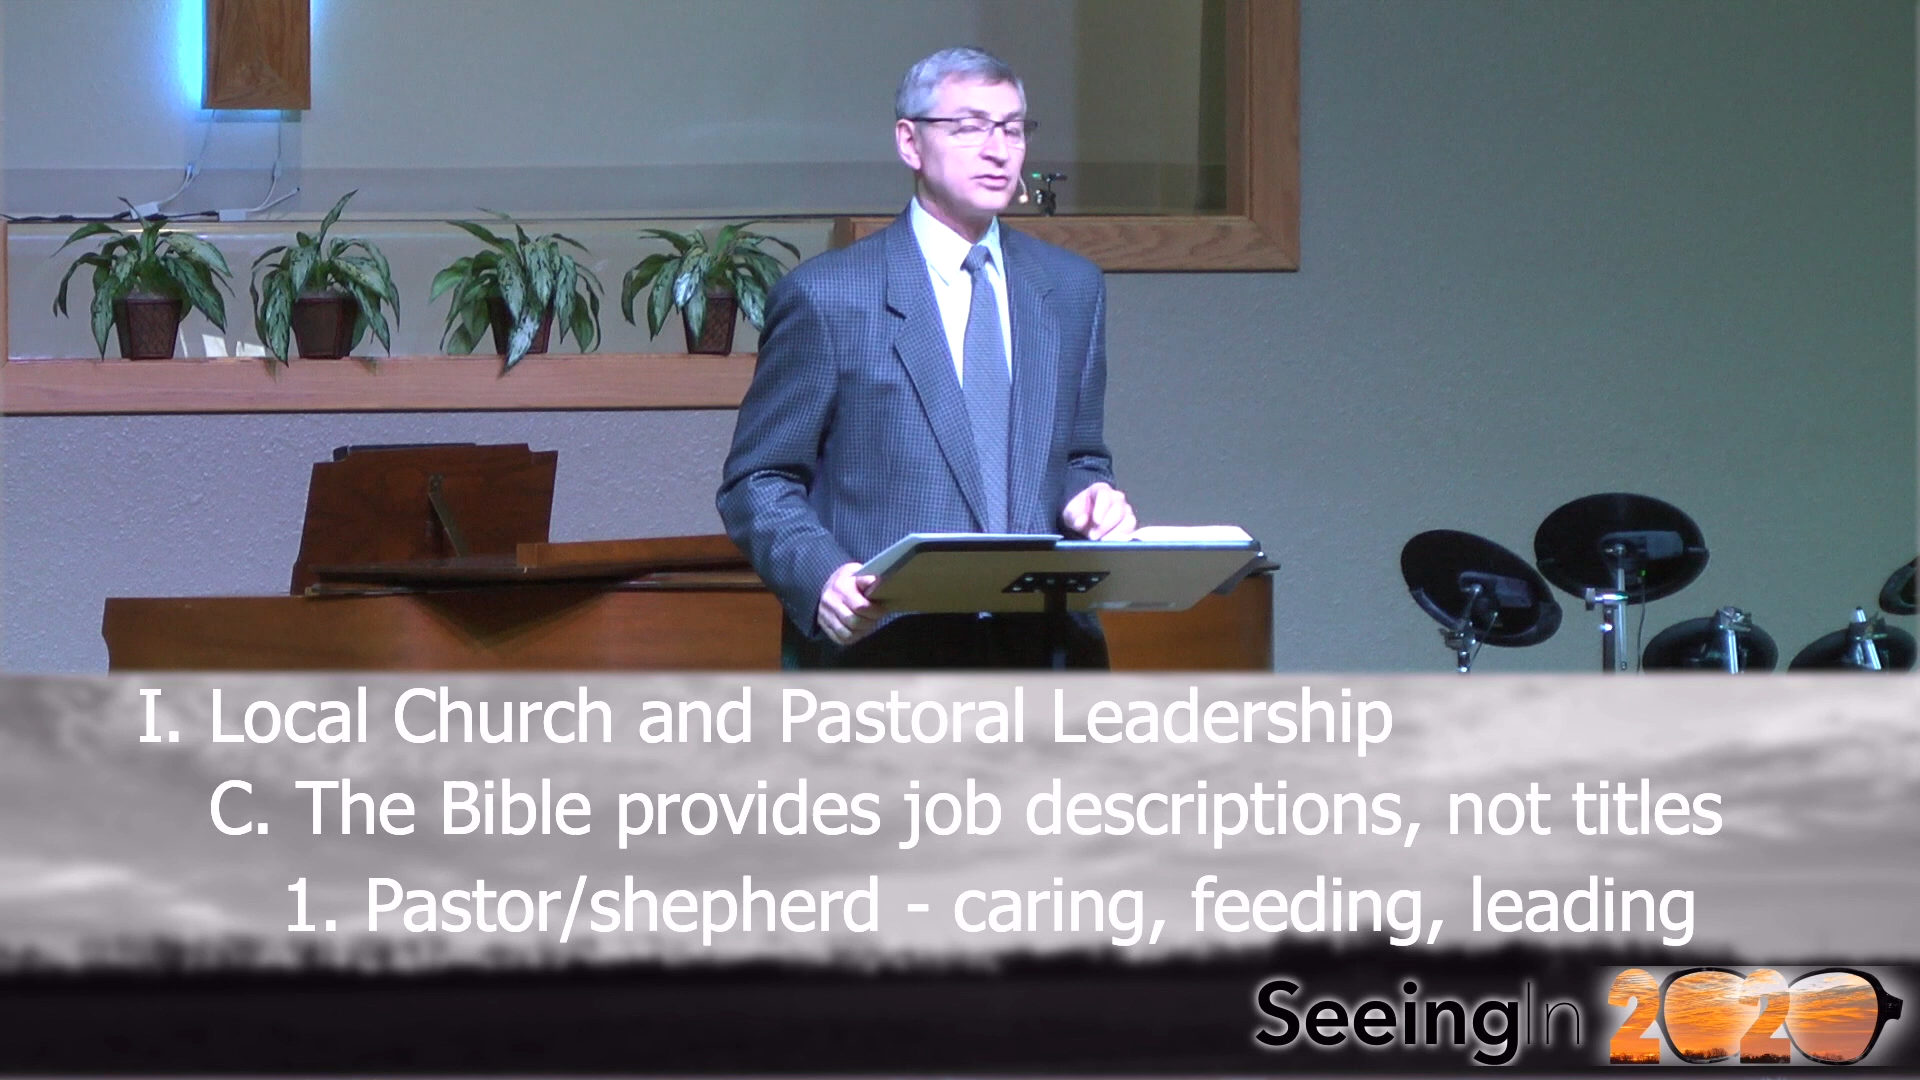 I. Local Church and Pastoral Leadership
C. The Bible provides job descriptions, not titles
1. Pastor/shepherd - caring, feeding, leading
SeeingIn 2020